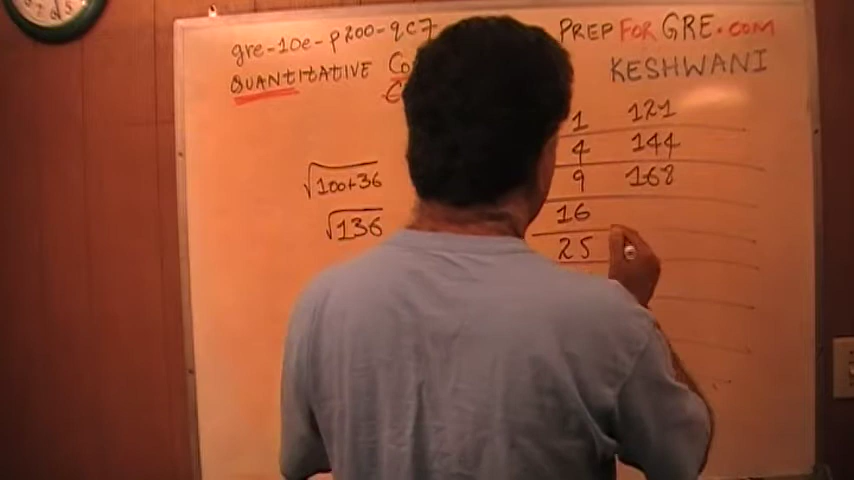 gre-10e-p200-qc7
PREP FOR GRE.com
QUANTITATIVE
KESHWANI
√100+36
√136
1 121
4 144
9 168
16
25